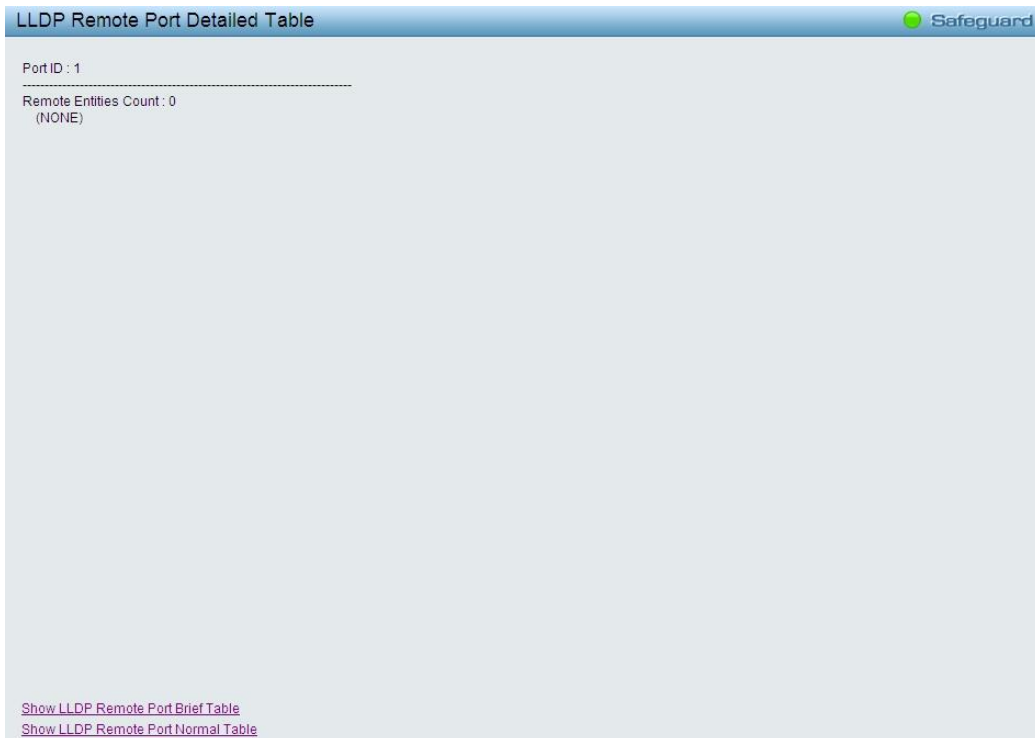 LLDP Remote Port Detailed Table
Safeguard
Port ID : 1
--------------------------------------------------------------------------------
Remote Entities Count : 0
(NONE)
Show LLDP Remote Port Brief Table
Show LLDP Remote Port Normal Table